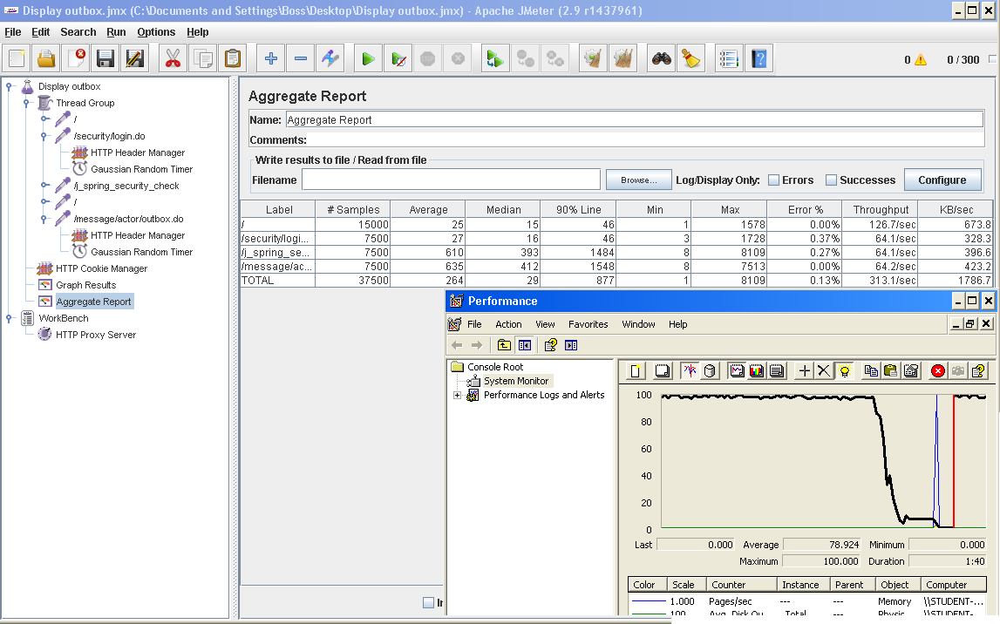 Display outbox.jmx (C:\Documents and Settings\Boss\Desktop\Display outbox.jmx) - Apache JMeter (2.9 r1437961)
File Edit Search Run Options Help
0 0 / 300
Display outbox
Thread Group
/
/security/login.do
HTTP Header Manager
Gaussian Random Timer
/j_spring_security_check
/
/message/actor/outbox.do
HTTP Header Manager
Gaussian Random Timer
HTTP Cookie Manager
Graph Results
Aggregate Report
WorkBench
HTTP Proxy Server
Aggregate Report
Name: Aggregate Report
Comments:
Write results to file / Read from file
Filename Browse... Log/Display Only: Errors Successes Configure
Label # Samples Average Median 90% Line Min Max Error % Throughput KB/sec
/ 15000 25 15 46 1 1578 0.00% 126.7/sec 673.8
/security/logi... 7500 27 16 46 3 1728 0.37% 64.1/sec 328.3
/j_spring_se... 7500 610 393 1484 8 8109 0.27% 64.1/sec 396.6
/message/ac... 7500 635 412 1548 8 7513 0.00% 64.2/sec 423.2
TOTAL 37500 264 29 877 1 8109 0.13% 313.1/sec 1786.7
Performance
File Action View Favorites Window Help
Console Root
System Monitor
Performance Logs and Alerts
100
80
60
40
20
0
Last 0.000 Average 78.924 Minimum 0.000
Maximum 100.000 Duration 1:40
Color Scale Counter Instance Parent Object Computer
1.000 Pages/sec --- --- Memory \\STUDENT-...